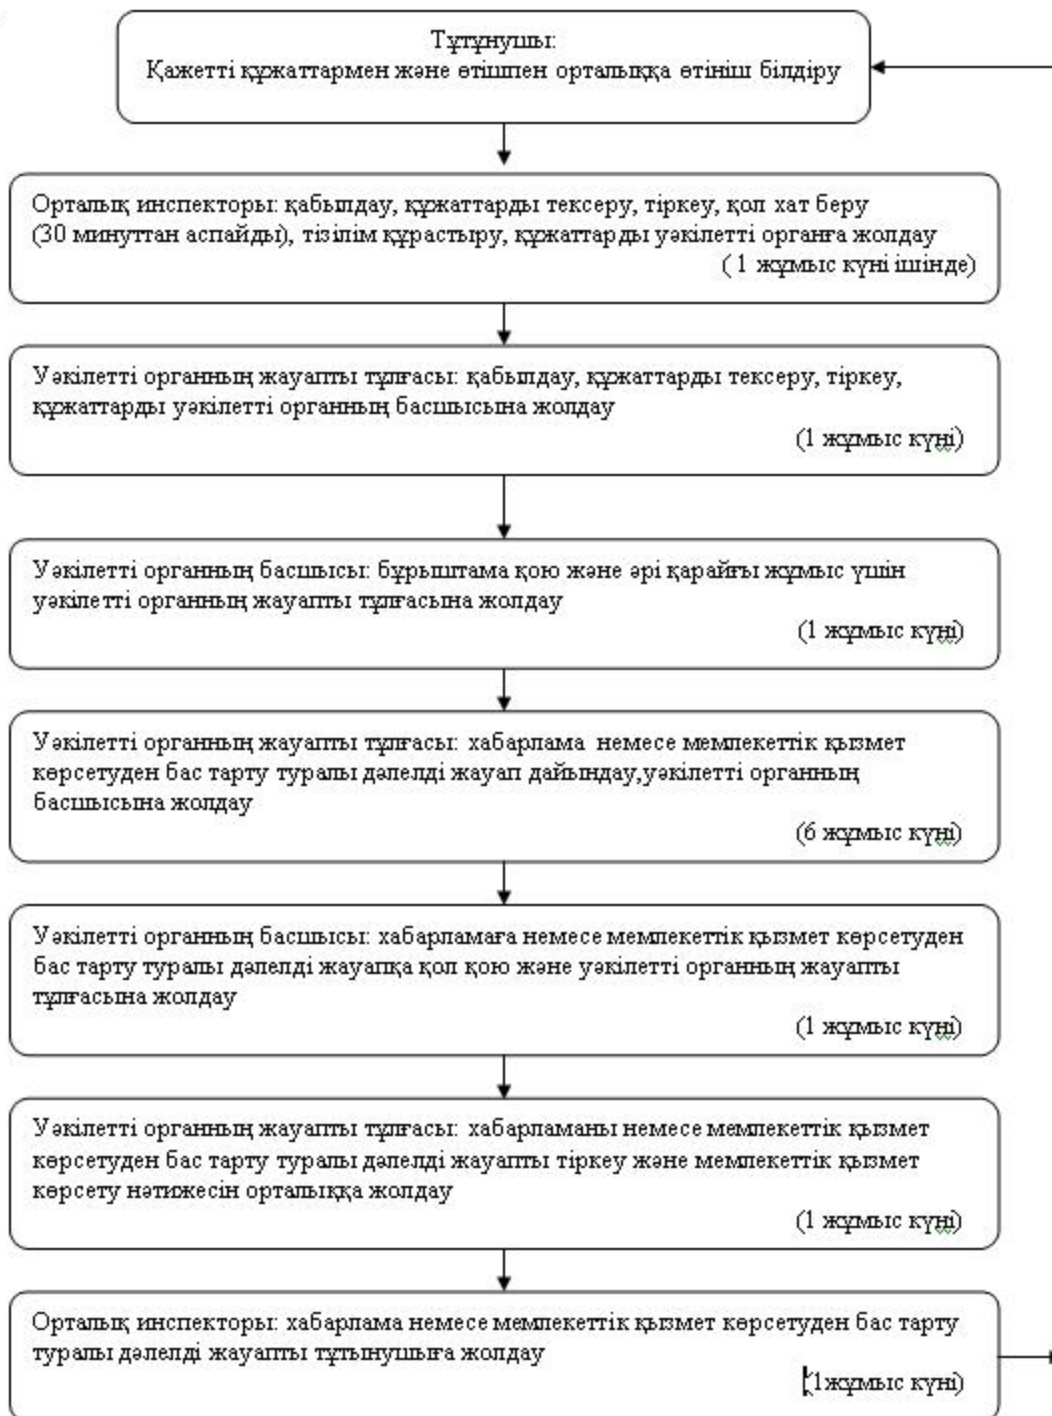 Тұтұнушы:
Қажетті құжаттармен және өтішпен орталыққа өтініш білдіру
Орталық инспекторы: қабылдау, құжаттарды тексеру, тіркеу, қол хат беру
(30 минуттан аспайды), тізілім құрастыру, құжаттарды уәкілетті органға жолдау
( 1 жұмыс күні ішінде)
Уәкілетті органның жауапты тұлғасы: қабылдау, құжаттарды тексеру, тіркеу,
құжаттарды уәкілетті органның басшысына жолдау
(1 жұмыс күні)
Уәкілетті органның басшысы: бұрыштама қою және әрі қарайғы жұмыс үшін
уәкілетті органның жауапты тұлғасына жолдау
(1 жұмыс күні)
Уәкілетті органның жауапты тұлғасы: хабарлама немесе мемлекеттік қызмет
көрсетуден бас тарту туралы дәлелді жауап дайындау,уәкілетті органның
басшысына жолдау
(6 жұмыс күні)
Уәкілетті органның басшысы: хабарламаға немесе мемлекеттік қызмет көрсетуден
бас тарту туралы дәлелді жауапқа қол қою және уәкілетті органның жауапты
тұлғасына жолдау
(1 жұмыс күні)
Уәкілетті органның жауапты тұлғасы: хабарламаны немесе мемлекеттік қызмет
көрсетуден бас тарту туралы дәлелді жауапты тіркеу және мемлекеттік қызмет
көрсету нәтижесін орталыққа жолдау
(1 жұмыс күні)
Орталық инспекторы: хабарлама немесе мемлекеттік қызмет көрсетуден бас тарту
туралы дәлелді жауапты тұтынушыға жолдау
(1жұмыс күні)